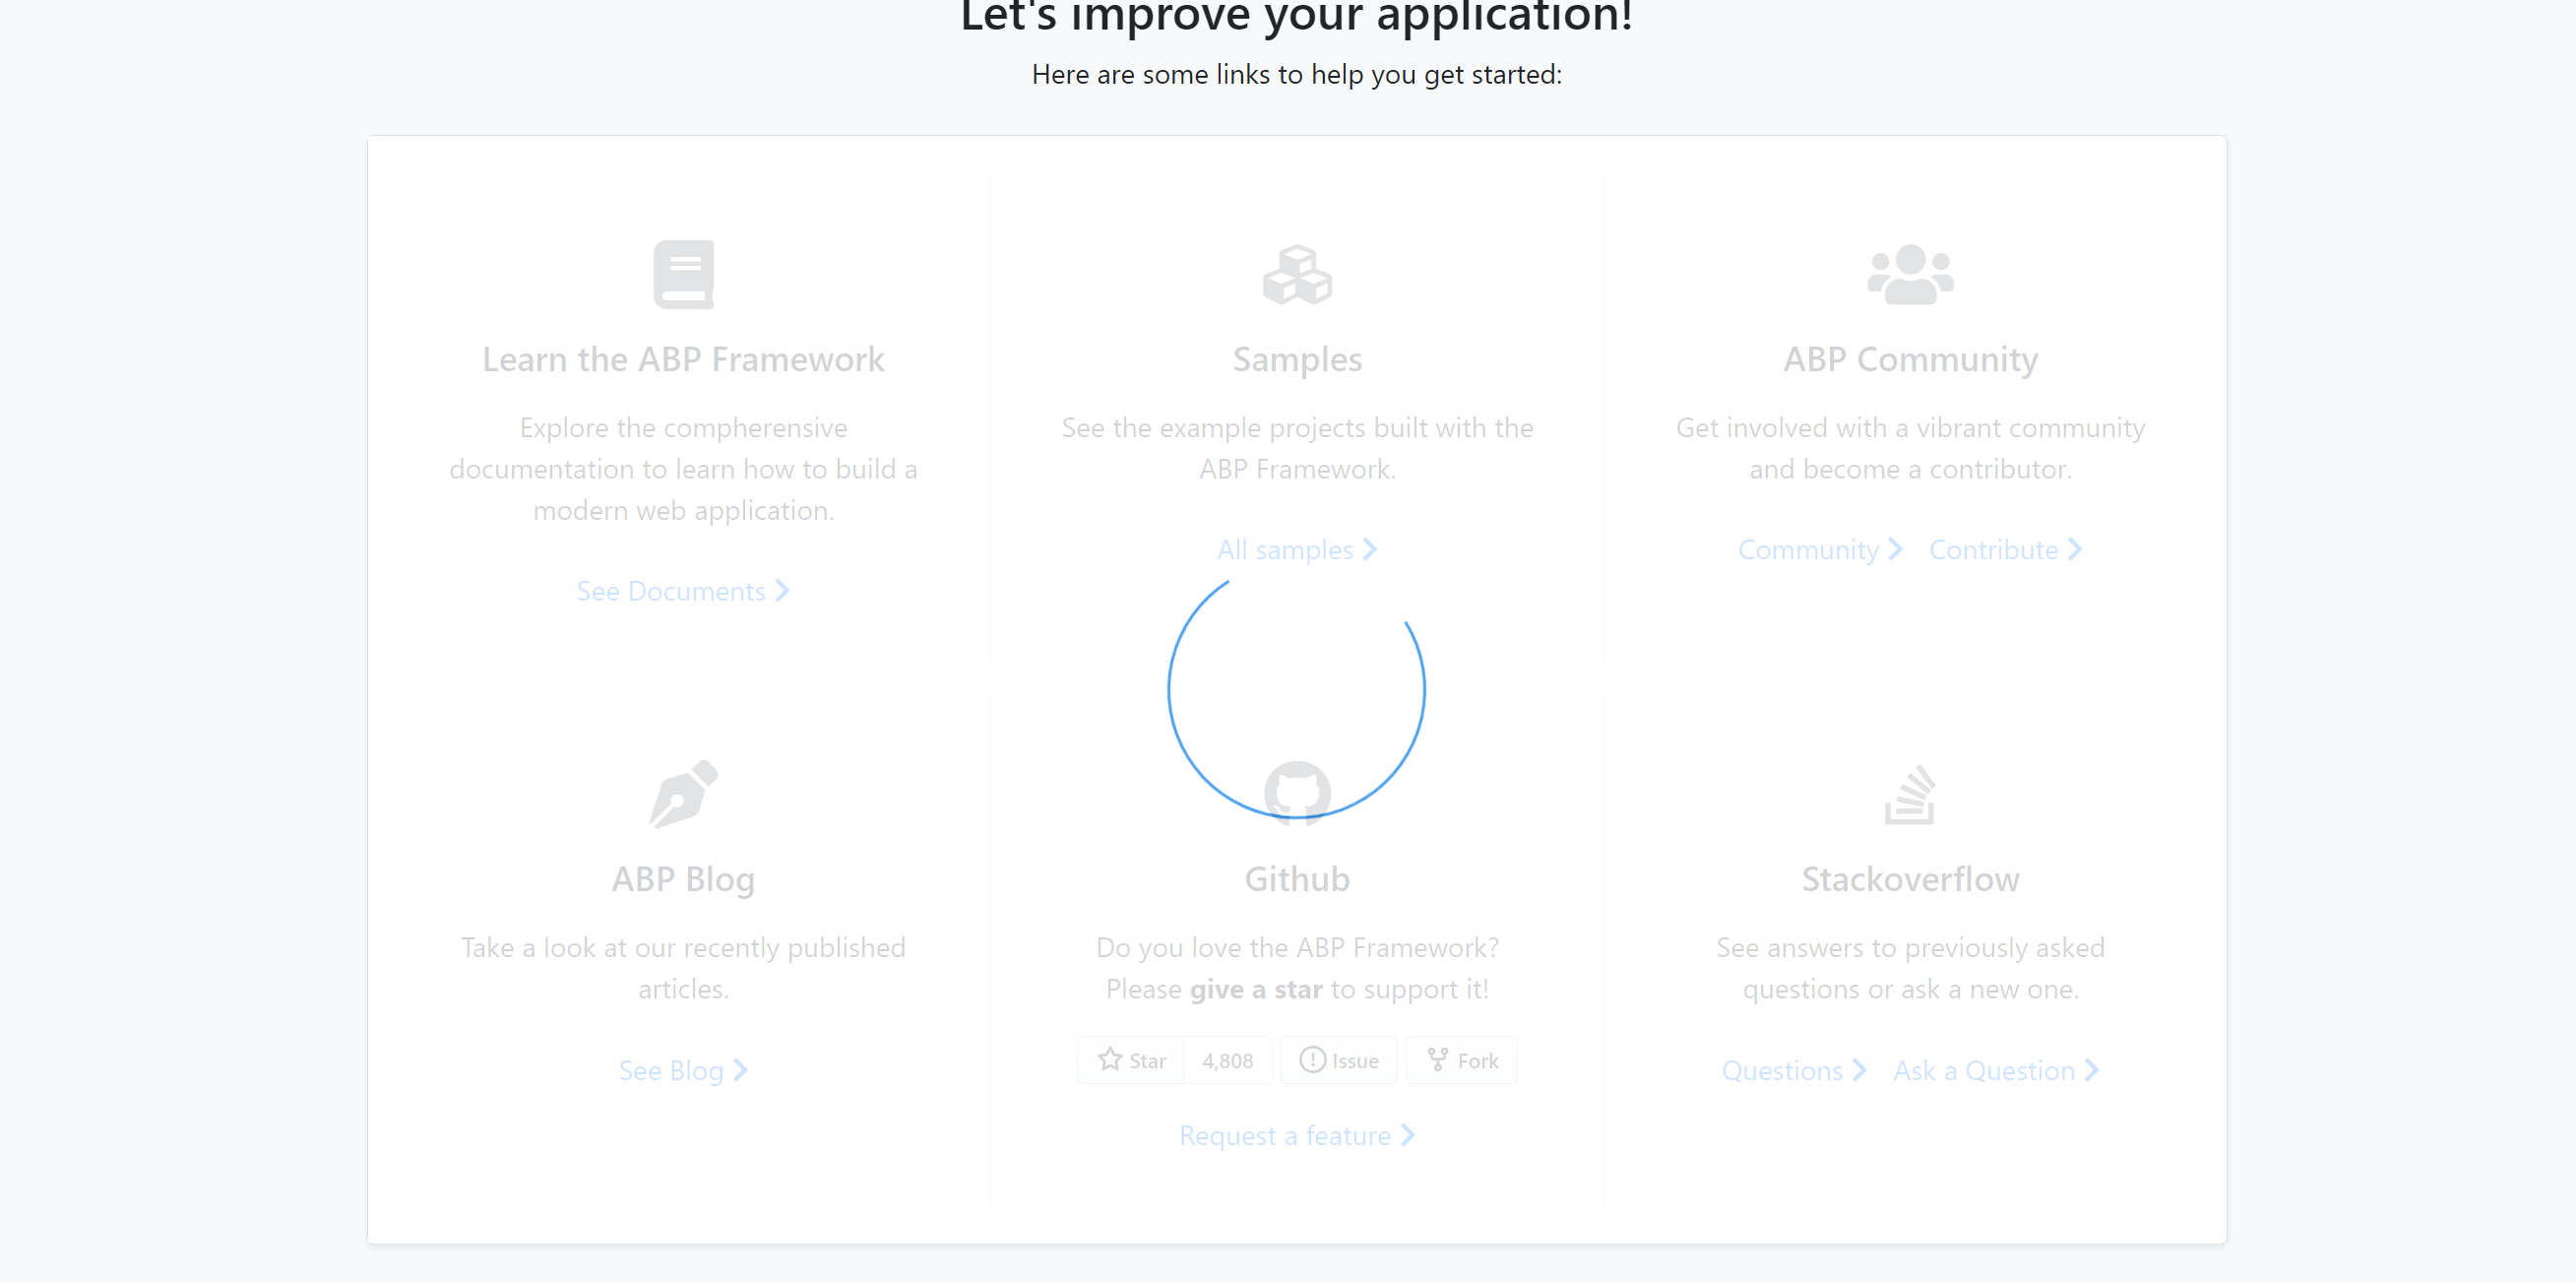 Let's improve your application!
Here are some links to help you get started:
Learn the ABP Framework
Explore the compherensive
documentation to learn how to build a
modern web application.
See Documents
Samples
See the example projects built with the
ABP Framework.
All samples
ABP Community
Get involved with a vibrant community
and become a contributor.
Community Contribute
ABP Blog
Take a look at our recently published
articles.
See Blog
Github
Do you love the ABP Framework?
Please give a star to support it!
Star 4,808 Issue Fork
Request a feature
Stackoverflow
See answers to previously asked
questions or ask a new one.
Questions Ask a Question